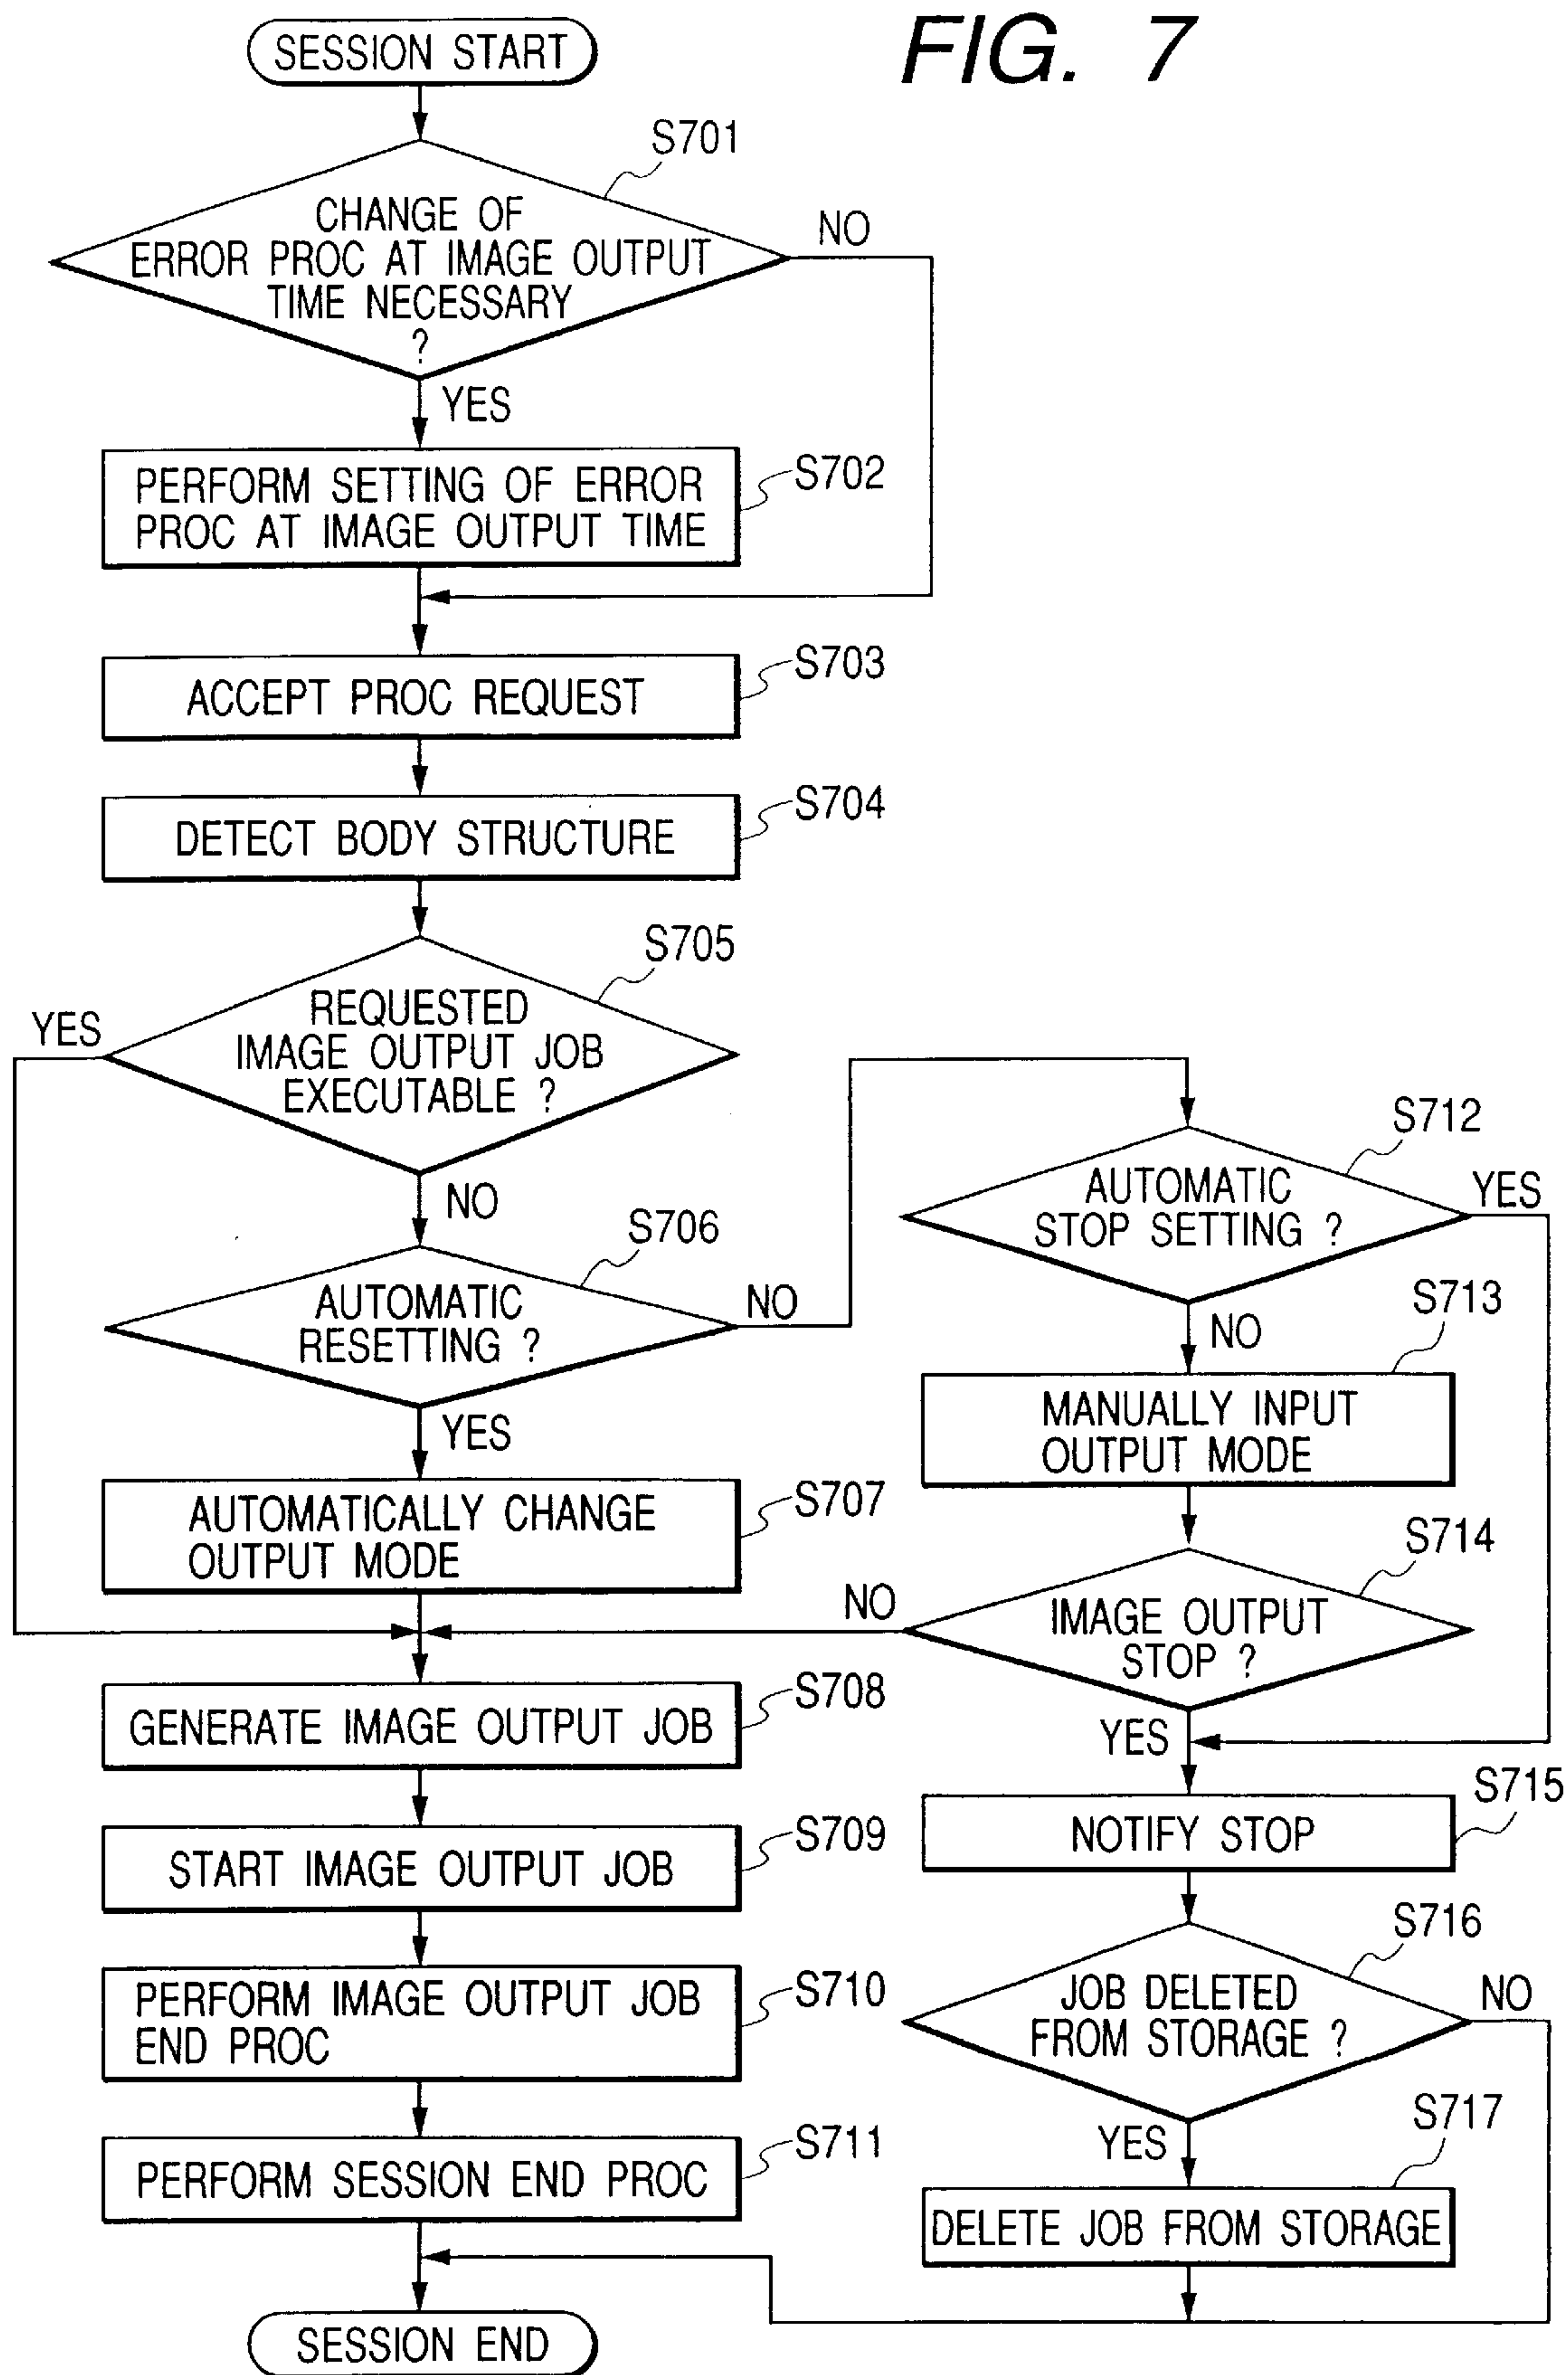 FIG. 7
SESSION START
S701
CHANGE OF
ERROR PROC AT IMAGE OUTPUT
TIME NECESSARY
?
NO
YES
S702
PERFORM SETTING OF ERROR
PROC AT IMAGE OUTPUT TIME
S703
ACCEPT PROC REQUEST
S704
DETECT BODY STRUCTURE
S705
REQUESTED
IMAGE OUTPUT JOB
EXECUTABLE ?
YES
NO
S706
AUTOMATIC
RESETTING ?
NO
YES
S707
AUTOMATICALLY CHANGE
OUTPUT MODE
S708
GENERATE IMAGE OUTPUT JOB
S709
START IMAGE OUTPUT JOB
S710
PERFORM IMAGE OUTPUT JOB
END PROC
S711
PERFORM SESSION END PROC
SESSION END
S712
AUTOMATIC
STOP SETTING ?
YES
NO
S713
MANUALLY INPUT
OUTPUT MODE
S714
IMAGE OUTPUT
STOP ?
NO
YES
S715
NOTIFY STOP
S716
JOB DELETED
FROM STORAGE ?
NO
YES
S717
DELETE JOB FROM STORAGE